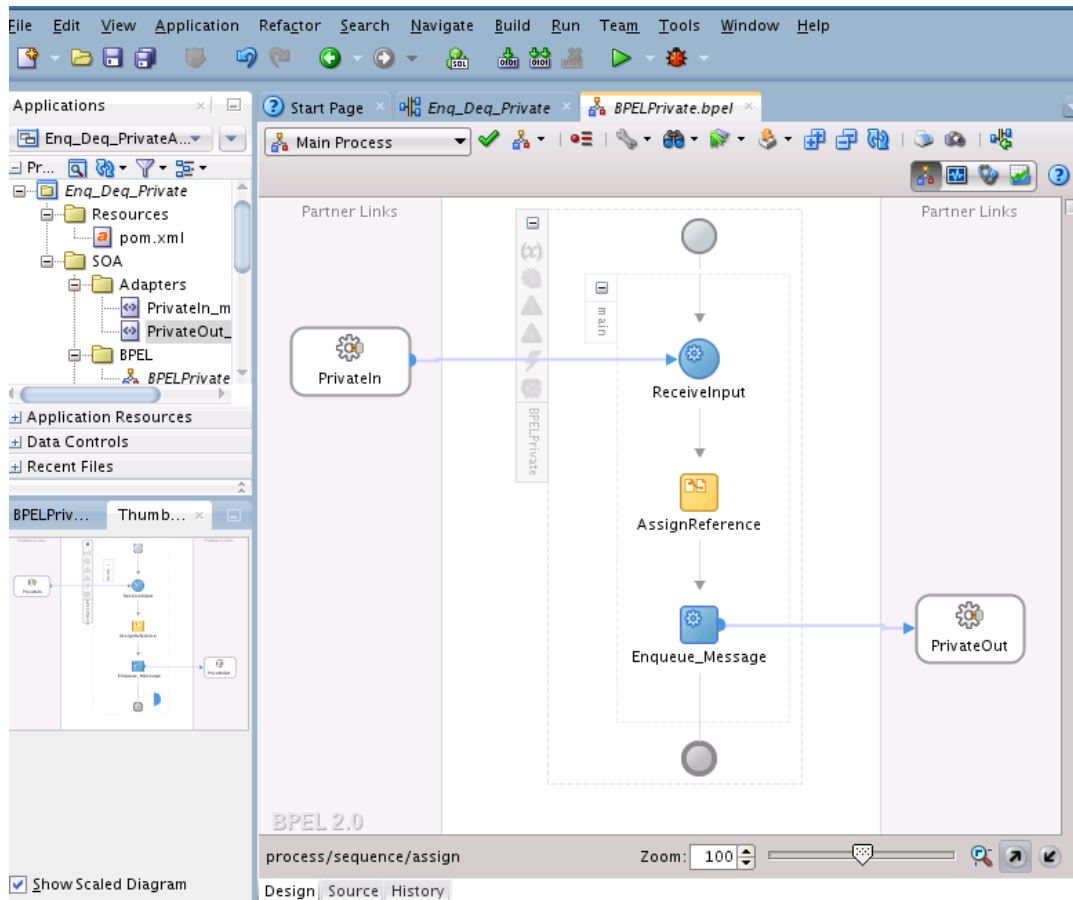 File Edit View Application Refactor Search Navigate Build Run Team Tools Window Help
Applications
Start Page
Enq_Deq_Private
BPELPrivate.bpel
Enq_Deq_PrivateA...
Main Process
Pr...
Enq_Deq_Private
Resources
pom.xml
SOA
Adapters
PrivateIn_m
PrivateOut_
BPEL
BPELPrivate
Application Resources
Data Controls
Recent Files
BPELPriv...
Thumb...
Show Scaled Diagram
Partner Links
Partner Links
main
PrivateIn
ReceiveInput
BPELPrivate
AssignReference
Enqueue_Message
PrivateOut
BPEL 2.0
process/sequence/assign
Zoom: 100
Design Source History